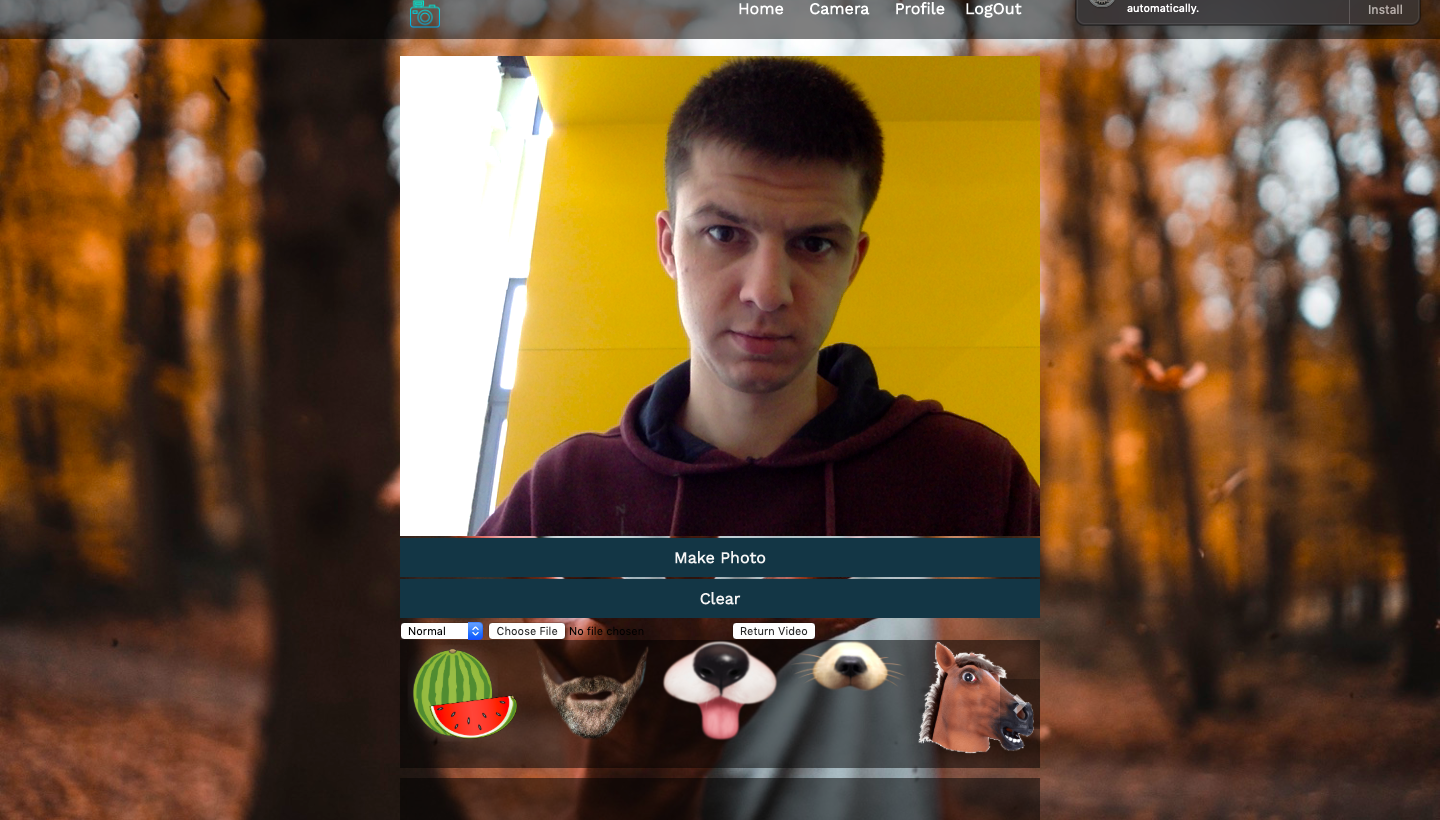 Home Camera Profile LogOut
automatically.
Install
Make Photo
Clear
Normal Choose File No file chosen Return Video
N